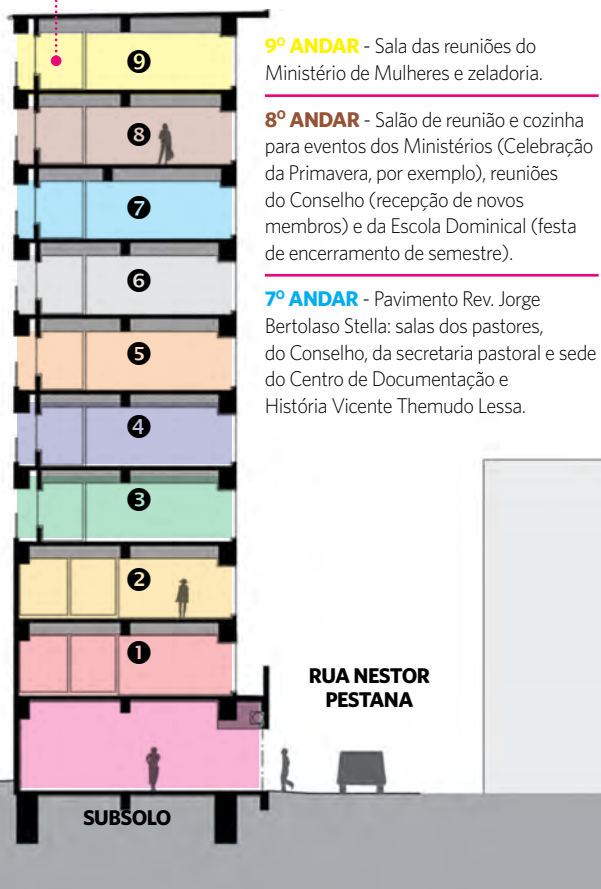 9º ANDAR - Sala das reuniões do
Ministério de Mulheres e zeladoria.
8º ANDAR - Salão de reunião e cozinha
para eventos dos Ministérios (Celebração
da Primavera, por exemplo), reuniões
do Conselho (recepção de novos
membros) e da Escola Dominical (festa
de encerramento de semestre).
7º ANDAR - Pavimento Rev. Jorge
Bertolaso Stella: salas dos pastores,
do Conselho, da secretaria pastoral e sede
do Centro de Documentação e
História Vicente Themudo Lessa.
9
8
7
6
5
4
3
2
1
RUA NESTOR
PESTANA
SUBSOLO